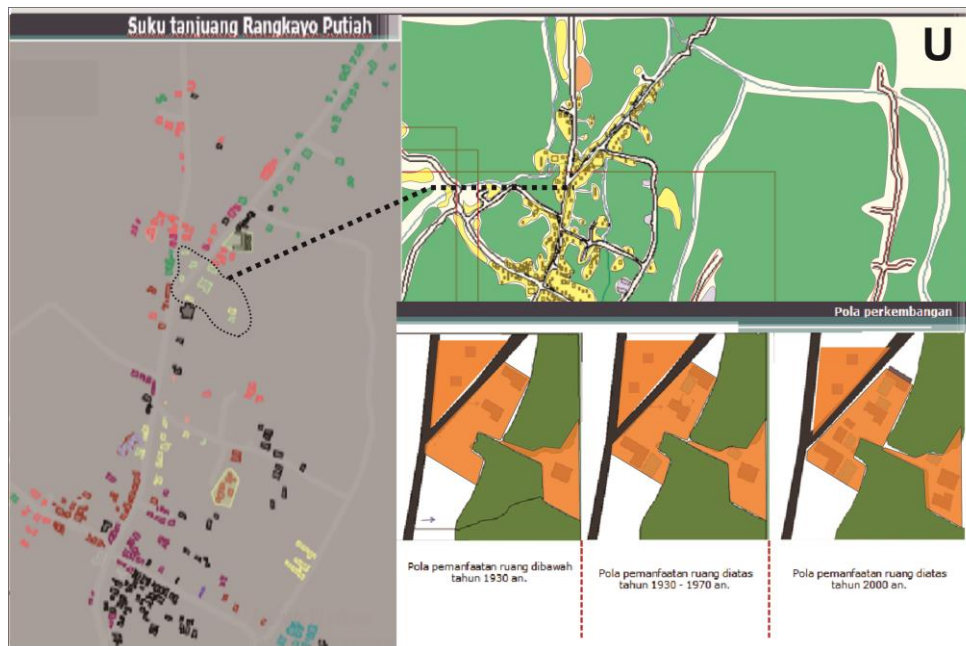 Suku tanjuang Rangkayo Putiah
U
Pola perkembangan
Pola pemanfaatan ruang dibawah
tahun 1930 an.
Pola pemanfaatan ruang diatas
tahun 1930 - 1970 an.
Pola pemanfaatan ruang diatas
tahun 2000 an.